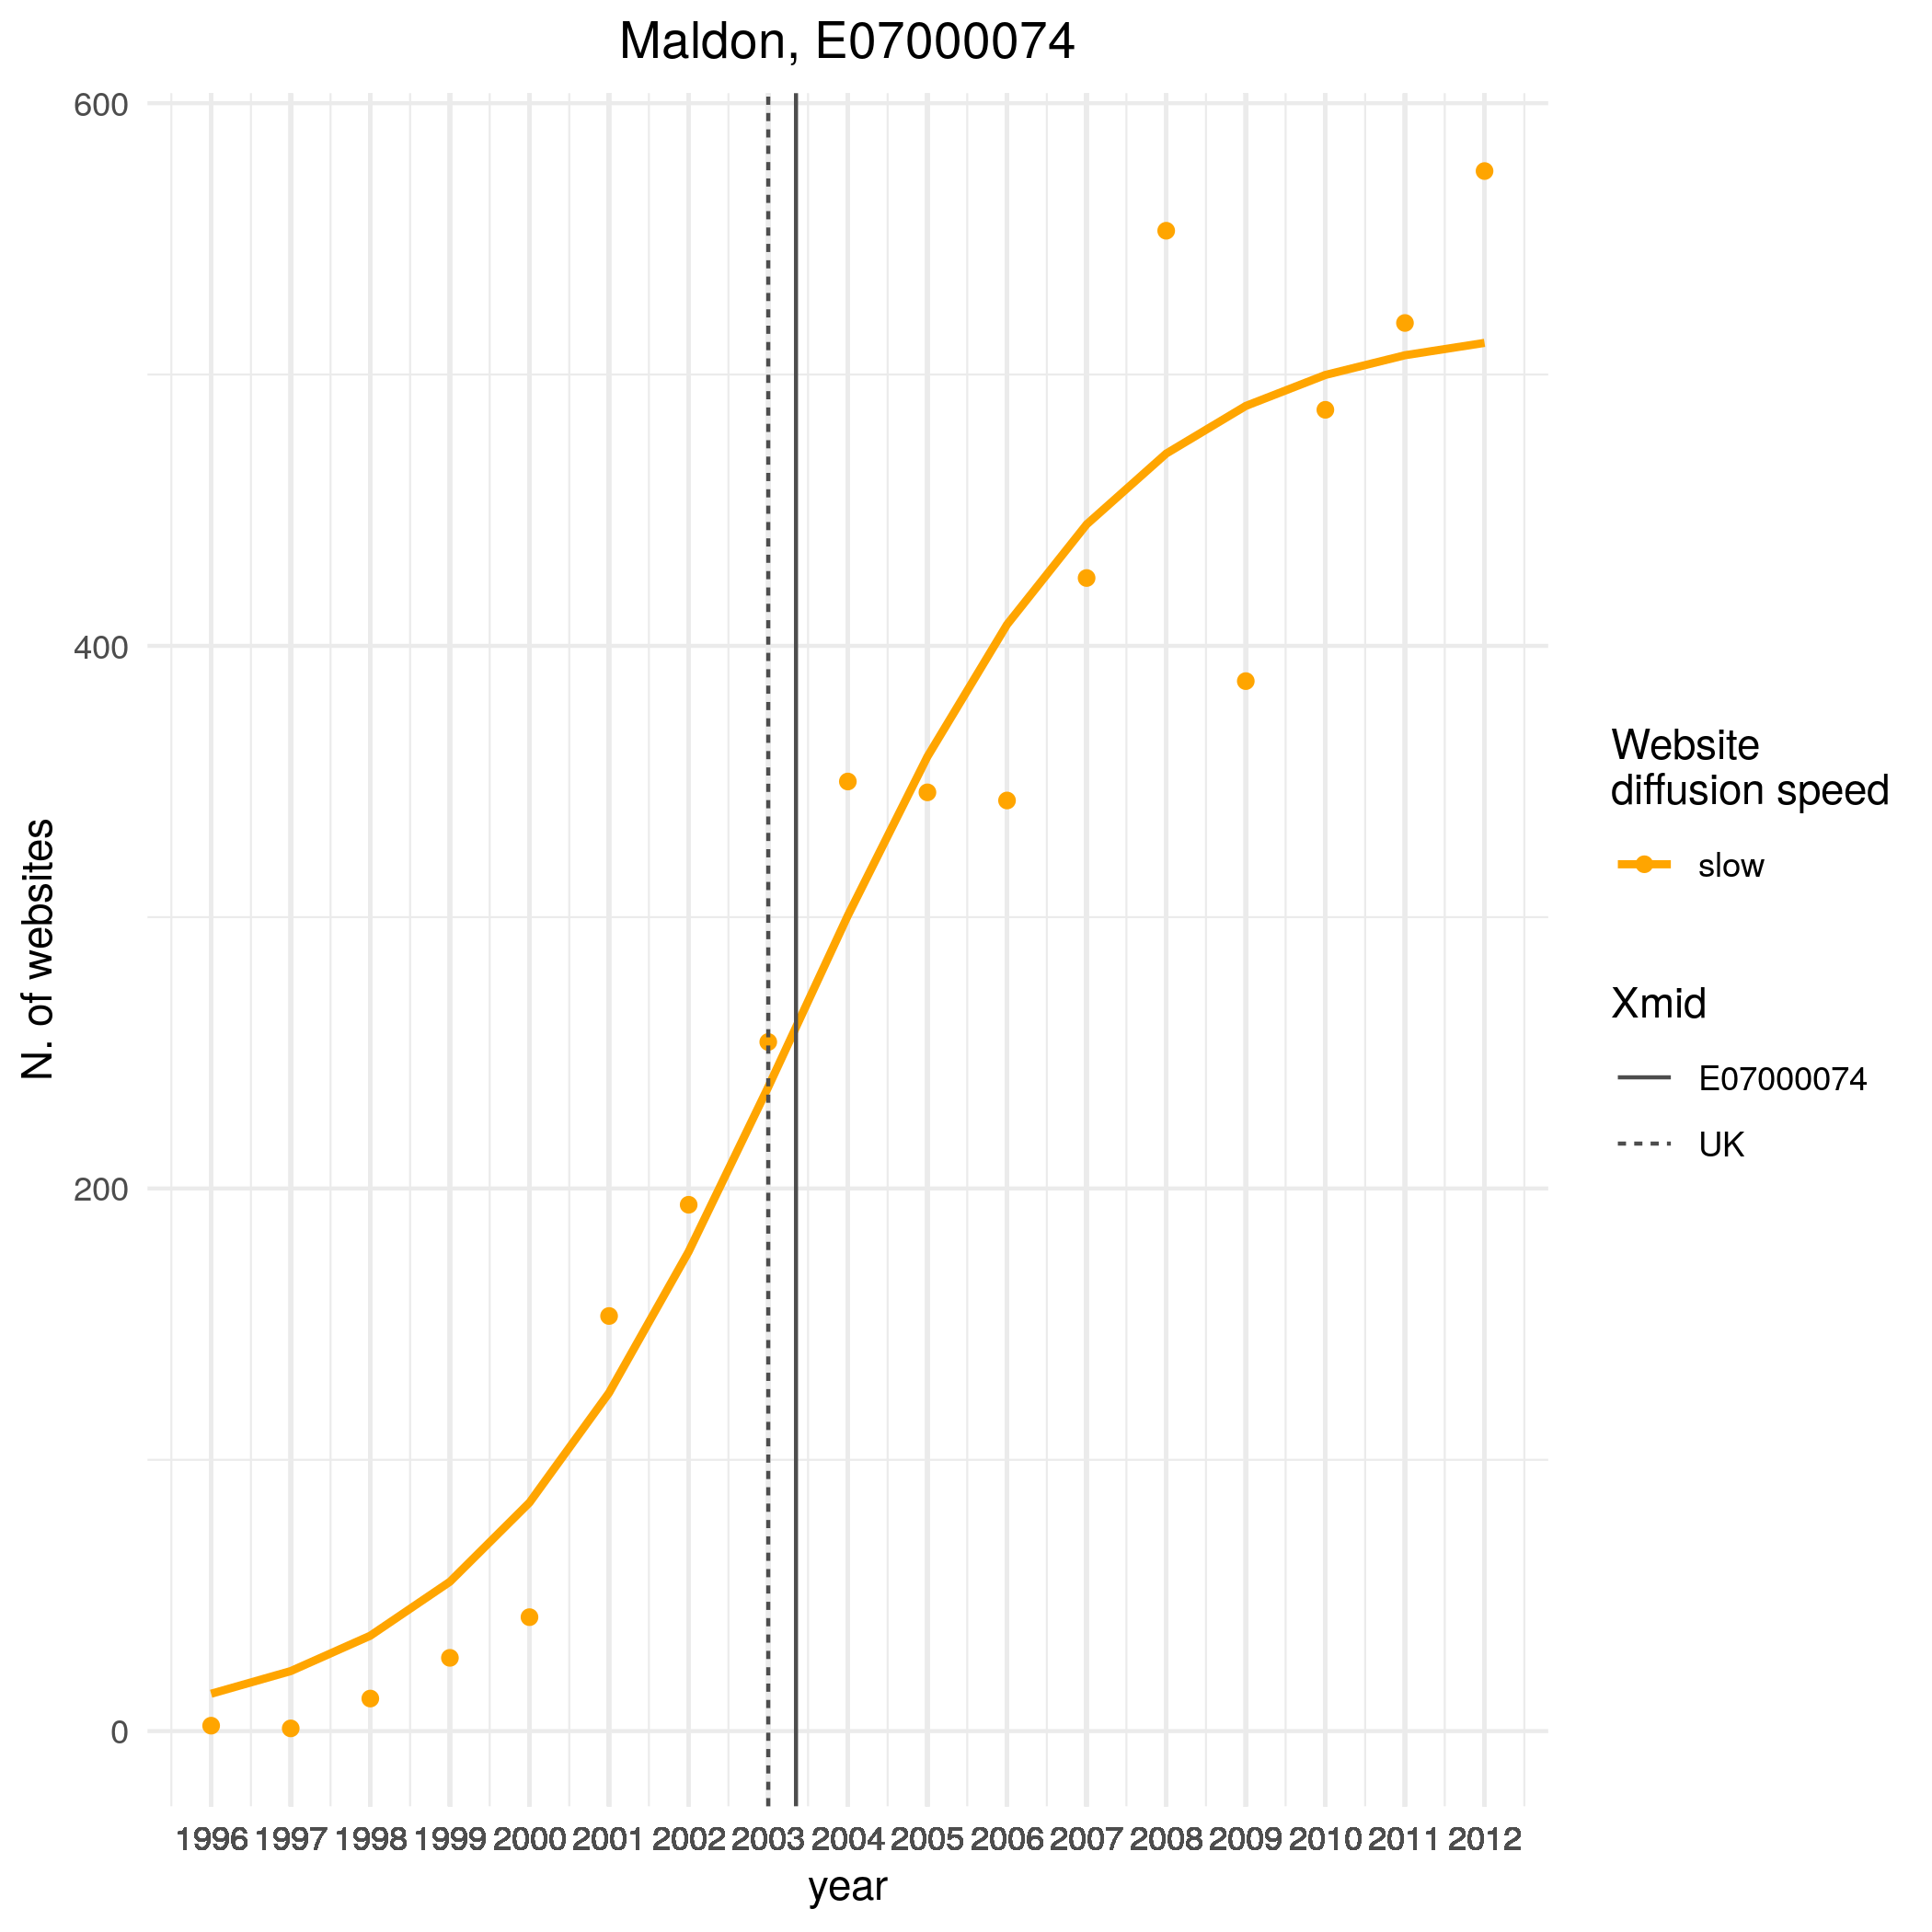 Maldon, E07000074
600
400
200
0
N. of websites
1996 1997 1998 1999 2000 2001 2002 2003 2004 2005 2006 2007 2008 2009 2010 2011 2012
year
Website
diffusion speed
slow
Xmid
E07000074
UK